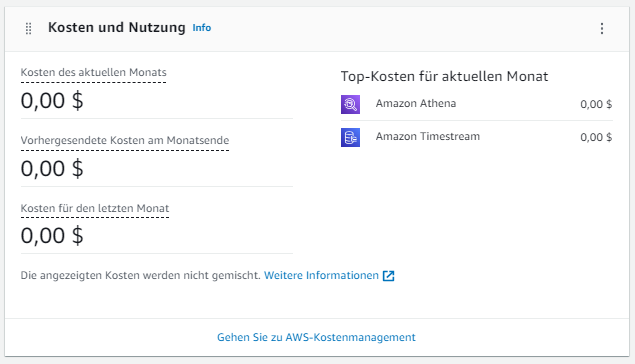 Kosten und Nutzung Info
Kosten des aktuellen Monats
0,00 $
Vorhergesendete Kosten am Monatsende
0,00 $
Kosten für den letzten Monat
0,00 $
Top-Kosten für aktuellen Monat
Amazon Athena 0,00 $
Amazon Timestream 0,00 $
Die angezeigten Kosten werden nicht gemischt. Weitere Informationen
Gehen Sie zu AWS-Kostenmanagement